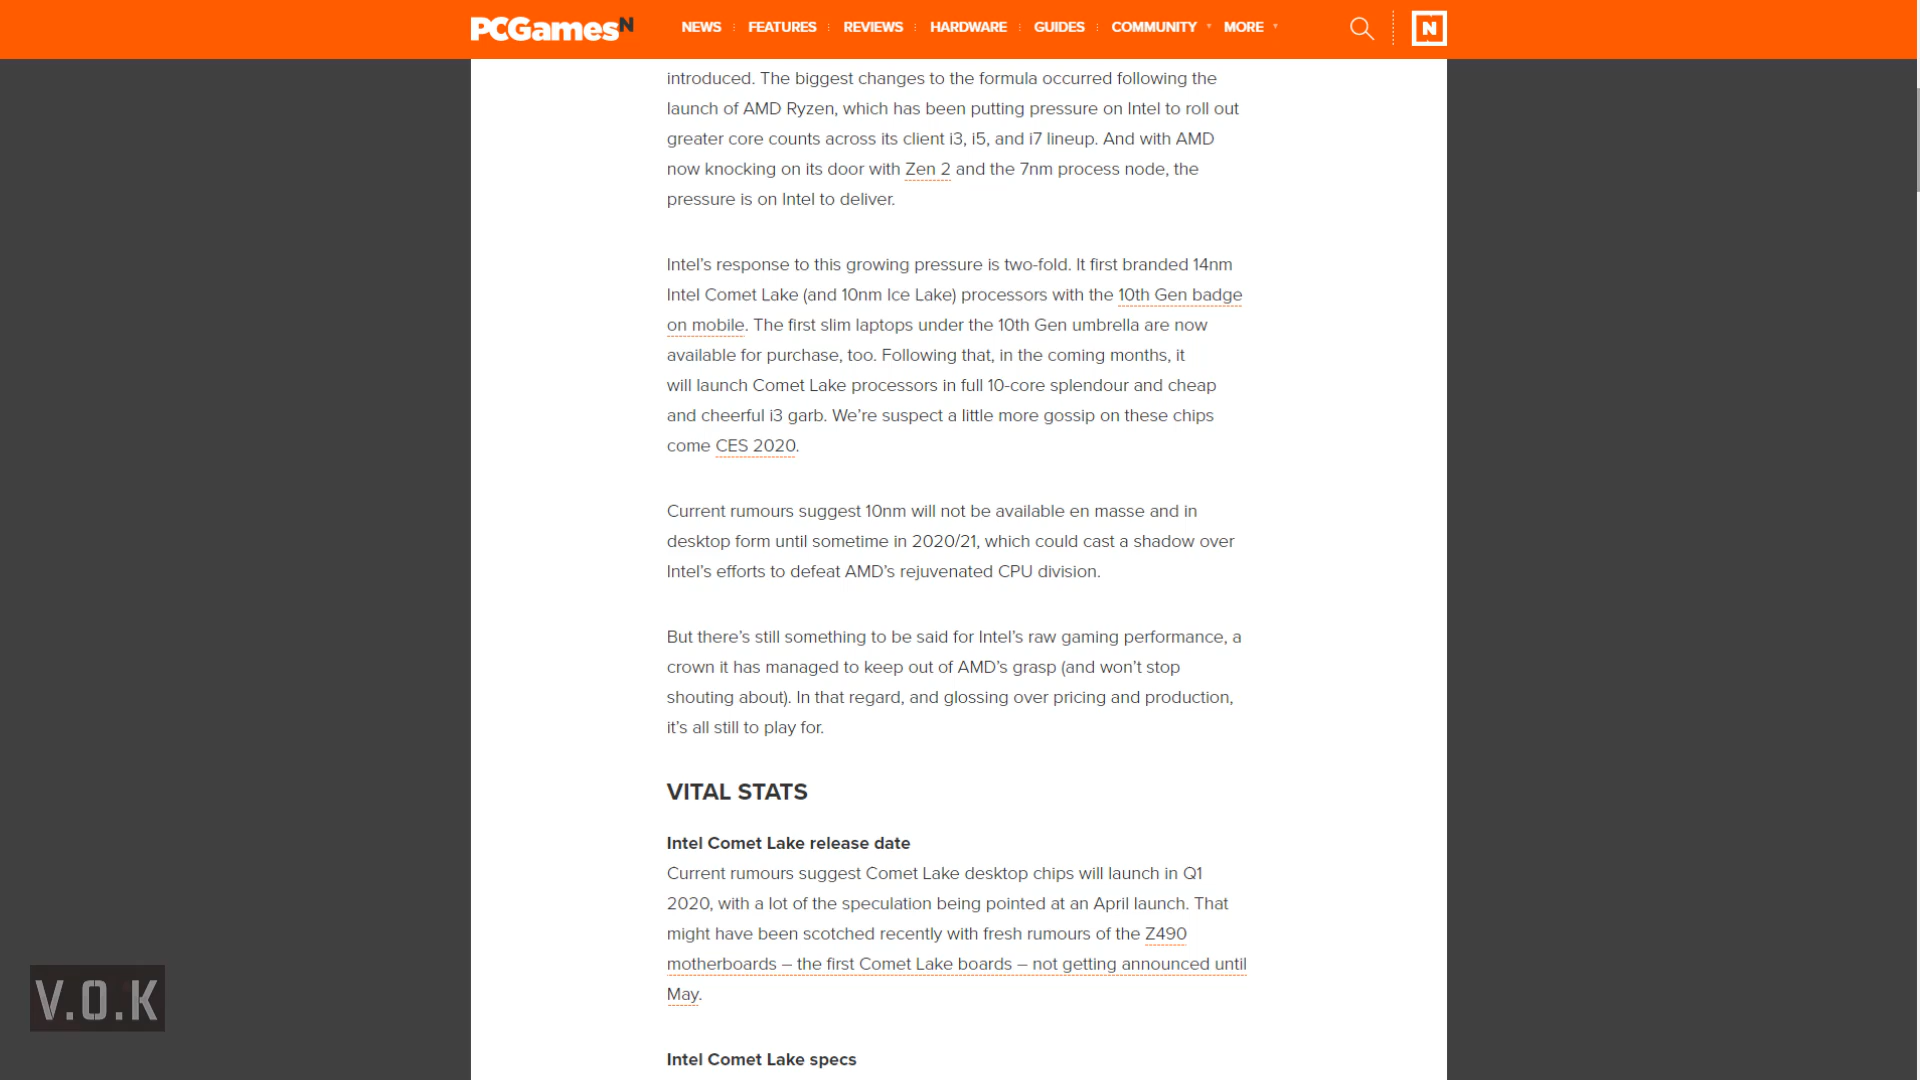 PCGamesN
NEWS
FEATURES
REVIEWS
HARDWARE
GUIDES
COMMUNITY
MORE
N
introduced. The biggest changes to the formula occurred following the
launch of AMD Ryzen, which has been putting pressure on Intel to roll out
greater core counts across its client i3, i5, and i7 lineup. And with AMD
now knocking on its door with Zen 2 and the 7nm process node, the
pressure is on Intel to deliver.
Intel’s response to this growing pressure is two-fold. It first branded 14nm
Intel Comet Lake (and 10nm Ice Lake) processors with the 10th Gen badge
on mobile. The first slim laptops under the 10th Gen umbrella are now
available for purchase, too. Following that, in the coming months, it
will launch Comet Lake processors in full 10-core splendour and cheap
and cheerful i3 garb. We’re suspect a little more gossip on these chips
come CES 2020.
Current rumours suggest 10nm will not be available en masse and in
desktop form until sometime in 2020/21, which could cast a shadow over
Intel’s efforts to defeat AMD’s rejuvenated CPU division.
But there’s still something to be said for Intel’s raw gaming performance, a
crown it has managed to keep out of AMD’s grasp (and won’t stop
shouting about). In that regard, and glossing over pricing and production,
it’s all still to play for.
VITAL STATS
Intel Comet Lake release date
Current rumours suggest Comet Lake desktop chips will launch in Q1
2020, with a lot of the speculation being pointed at an April launch. That
might have been scotched recently with fresh rumours of the Z490
motherboards – the first Comet Lake boards – not getting announced until
May.
Intel Comet Lake specs
V.O.K